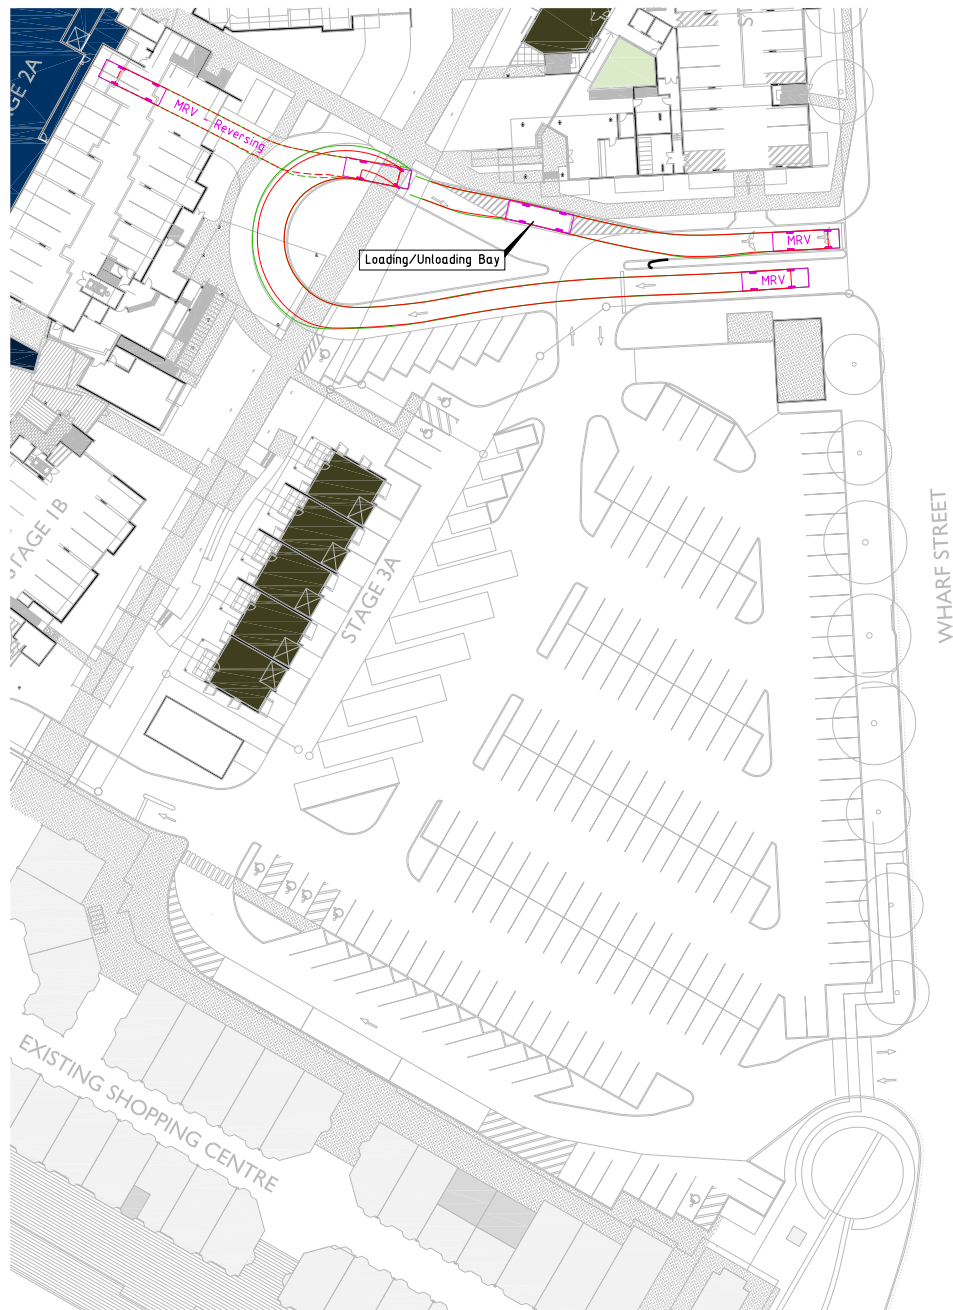 GE 2A
S
MRV - Reversing
Loading/Unloading Bay
MRV
MRV
STAGE 1B
STAGE 3A
WHARF STREET
EXISTING SHOPPING CENTRE